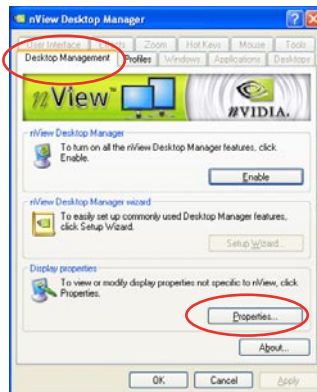 nView Desktop Manager
User Interface Effects Zoom Hot Keys Mouse Tools
Desktop Management Profiles Windows Applications Desktops
nView
nVIDIA.
nView Desktop Manager
To turn on all the nView Desktop Manager features, click
Enable.
Enable
nView Desktop Manager wizard
To easily set up commonly used Desktop Manager features,
click Setup Wizard.
Setup Wizard...
Display properties
To view or modify display properties not specific to nView, click
Properties.
Properties...
About...
OK Cancel Apply